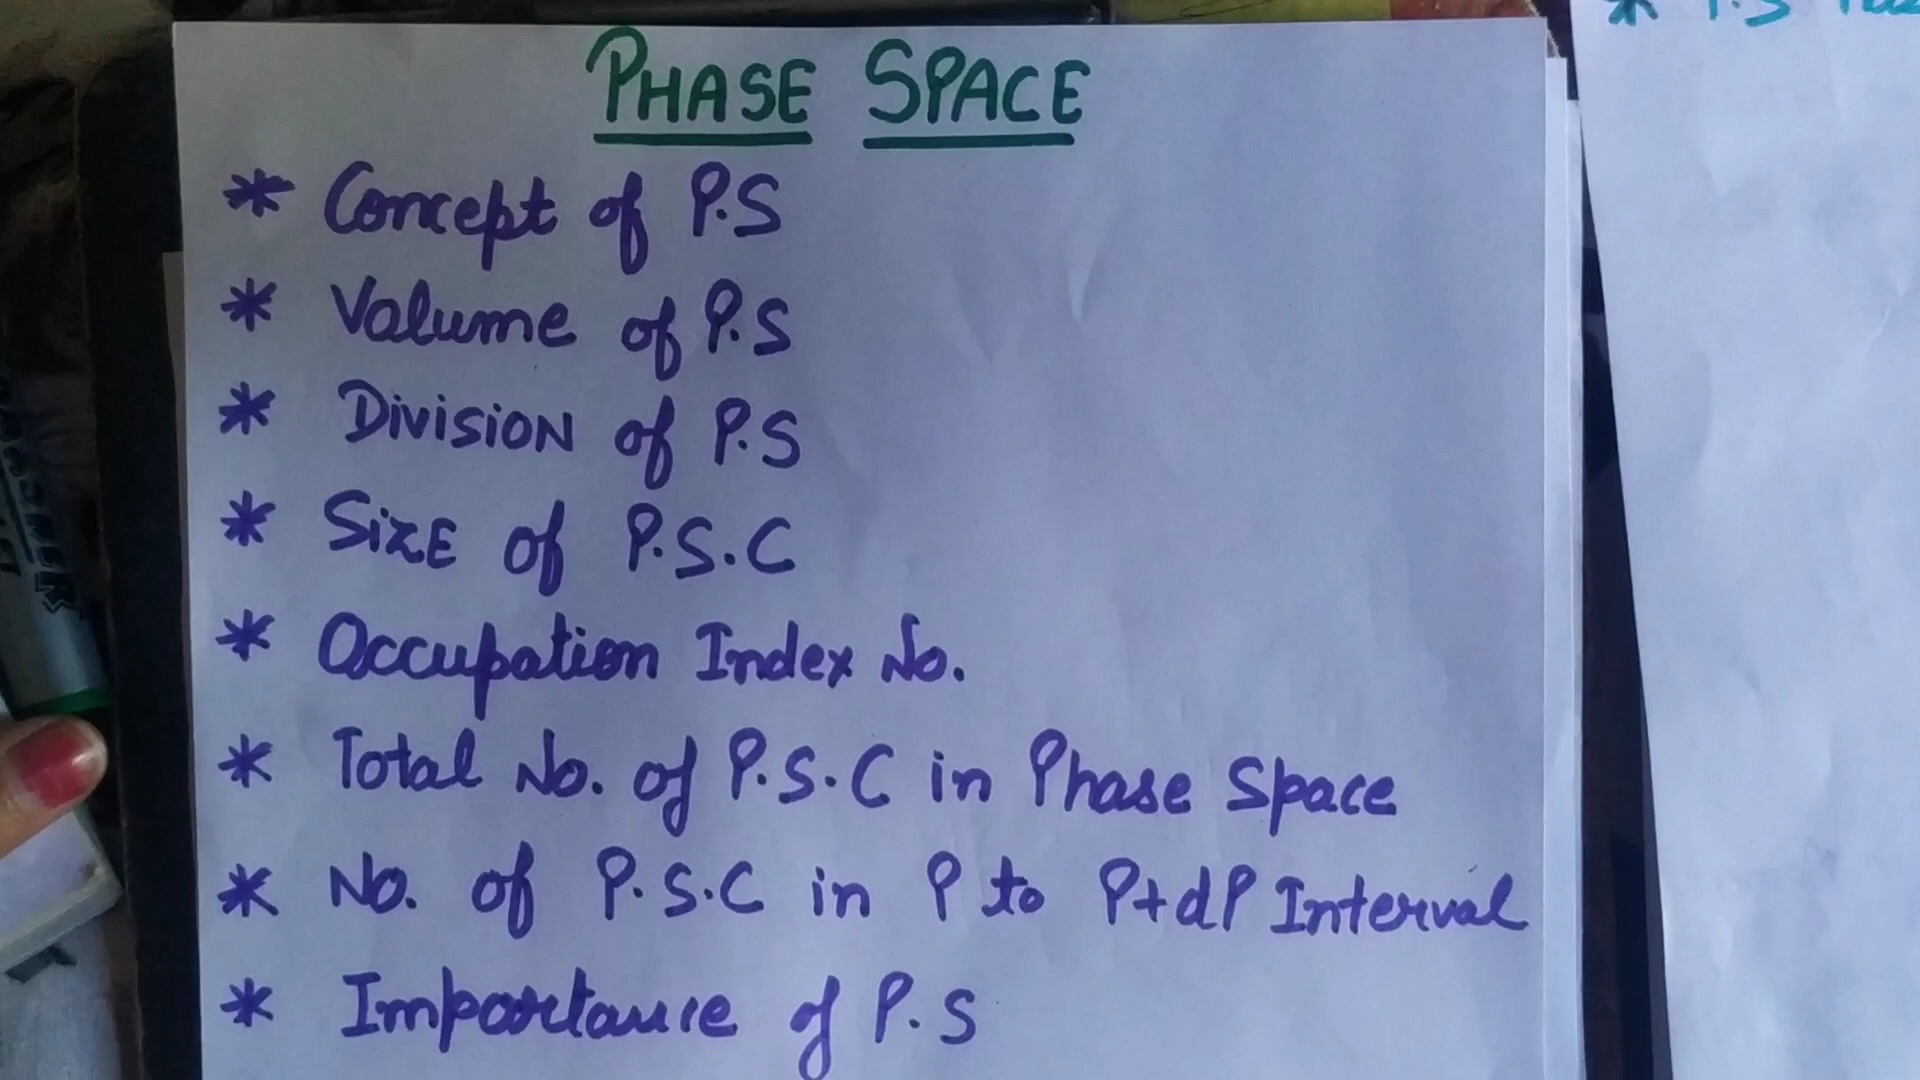 PHASE SPACE
* Concept of P.S
* Volume of P.S
* DivisioN of P.S
* SizE of P.S.C
* Occupation Index No.
* Total No. of P.S.C in Phase Space
* No. of P.S.C in P to P+dP Interval
* Importance of P.S
* P.S